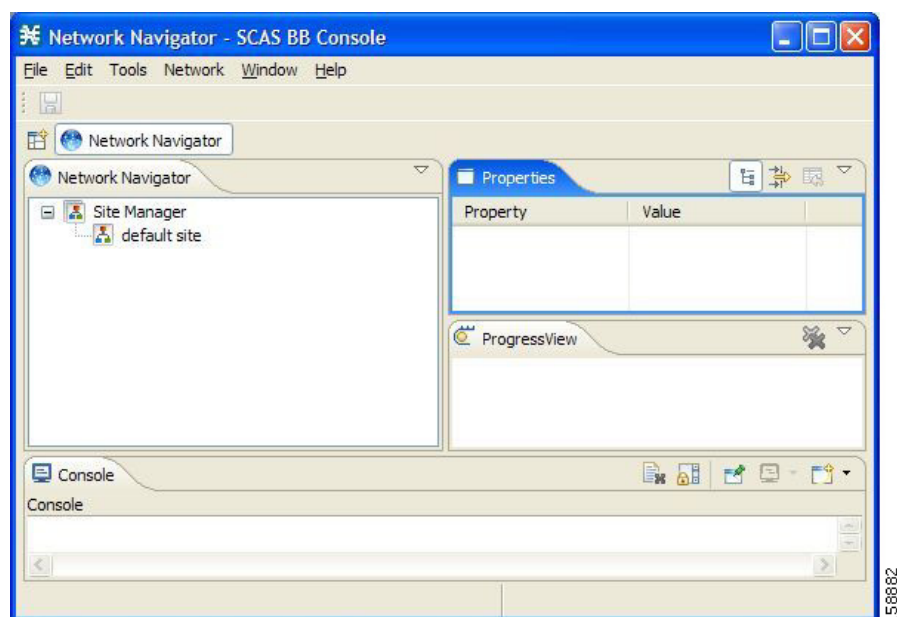 Network Navigator - SCAS BB Console
File Edit Tools Network Window Help
Network Navigator
Network Navigator
Site Manager
default site
Properties
Property Value
ProgressView
Console
Console
58882